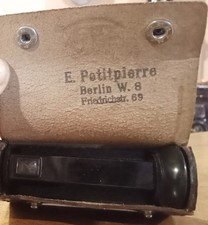 E. Petitpierre
Berlin W. 8
Friedrichstr. 69